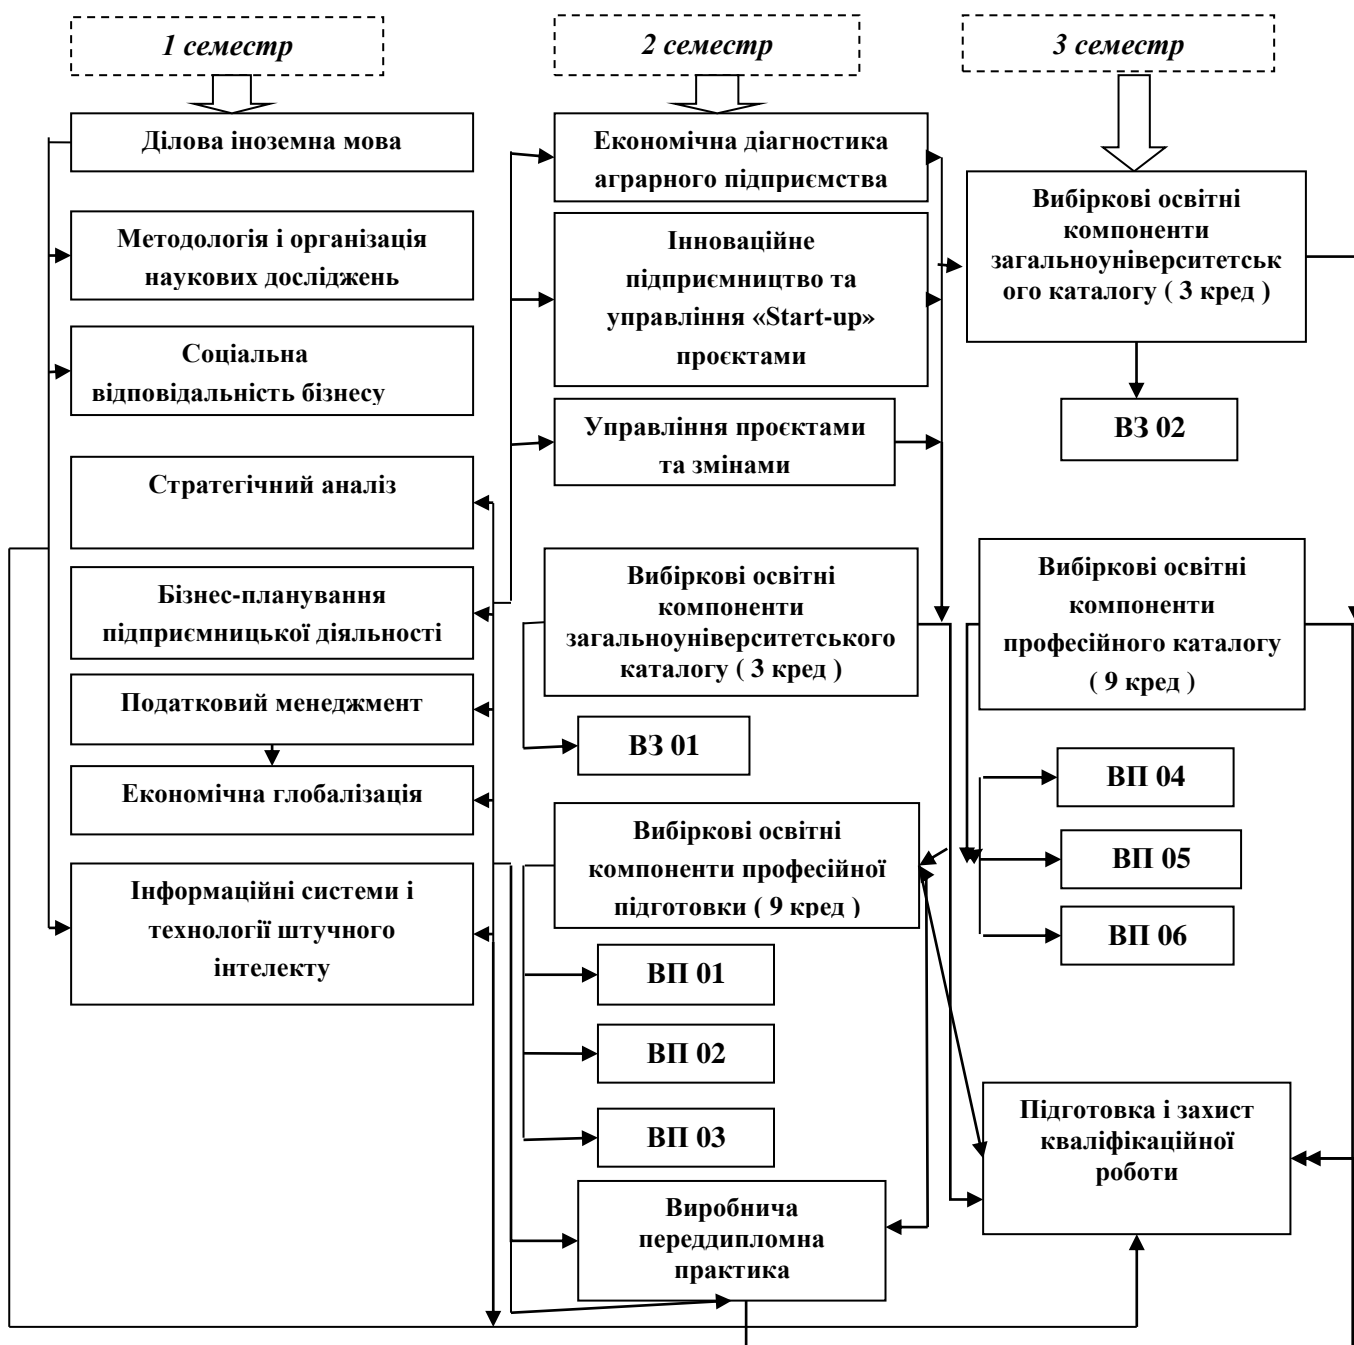 1 семестр
2 семестр
3 семестр
Ділова іноземна мова
Методологія і організація
наукових досліджень
Соціальна
відповідальність бізнесу
Стратегічний аналіз
Бізнес-планування
підприємницької діяльності
Податковий менеджмент
Економічна глобалізація
Інформаційні системи і
технології штучного
інтелекту
Економічна діагностика
аграрного підприємства
Інноваційне
підприємництво та
управління «Start-up»
проєктами
Управління проєктами
та змінами
Вибіркові освітні
компоненти
загальноуніверситетського
каталогу ( 3 кред )
ВЗ 01
Вибіркові освітні
компоненти професійної
підготовки ( 9 кред )
ВП 01
ВП 02
ВП 03
Виробнича
переддипломна
практика
Вибіркові освітні
компоненти
загальноуніверситетськ
ого каталогу ( 3 кред )
ВЗ 02
Вибіркові освітні
компоненти
професійного каталогу
( 9 кред )
ВП 04
ВП 05
ВП 06
Підготовка і захист
кваліфікаційної
роботи